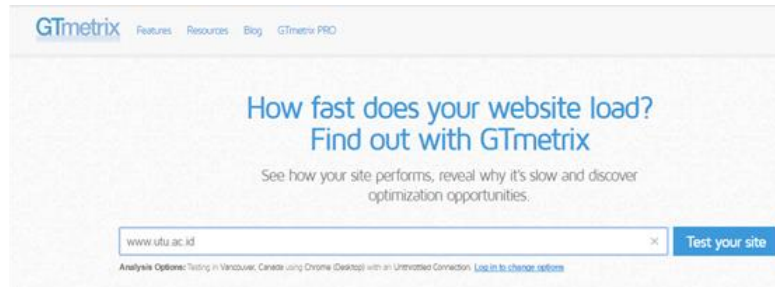 GTmetrix Features Resources Blog GTmetrix PRO
How fast does your website load?
Find out with GTmetrix
See how your site performs, reveal why it's slow and discover
optimization opportunities.
www.utu.ac.id × Test your site
Analysis Options: Testing in Vancouver, Canada using Chrome (Desktop) with an Unthrottled Connection. Log in to change options